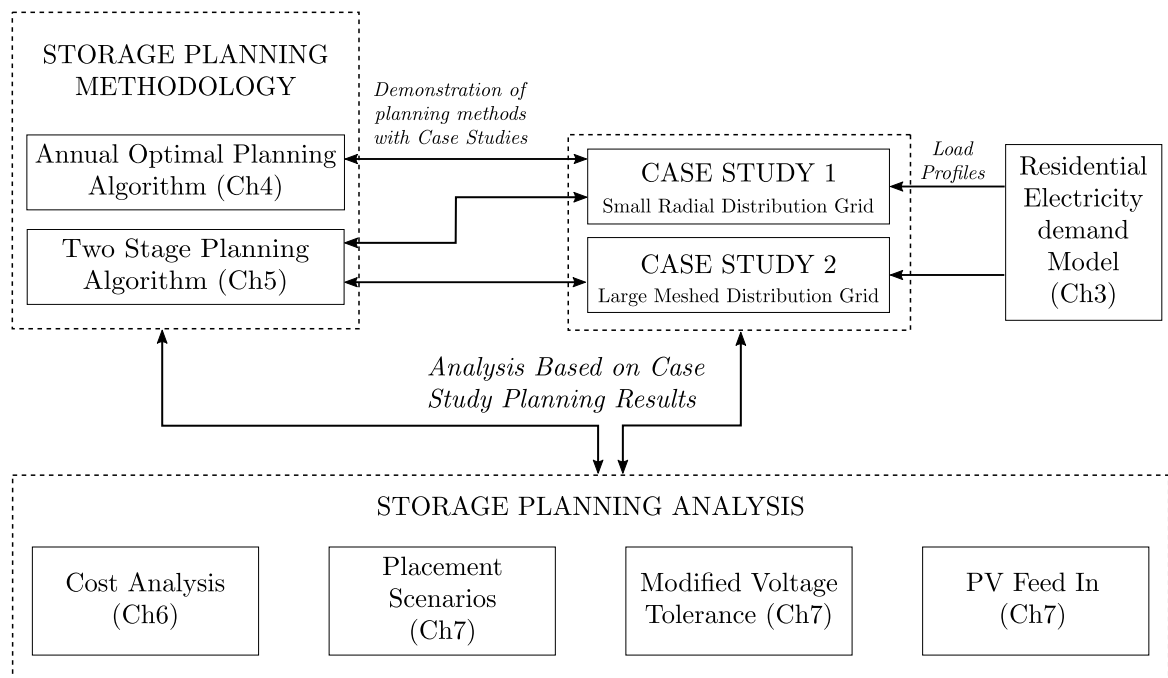 STORAGE PLANNING
METHODOLOGY
Annual Optimal Planning
Algorithm (Ch4)
Two Stage Planning
Algorithm (Ch5)
Demonstration of
planning methods
with Case Studies
CASE STUDY 1
Small Radial Distribution Grid
CASE STUDY 2
Large Meshed Distribution Grid
Load
Profiles
Residential
Electricity
demand
Model
(Ch3)
Analysis Based on Case
Study Planning Results
STORAGE PLANNING ANALYSIS
Cost Analysis
(Ch6)
Placement
Scenarios
(Ch7)
Modified Voltage
Tolerance (Ch7)
PV Feed In
(Ch7)